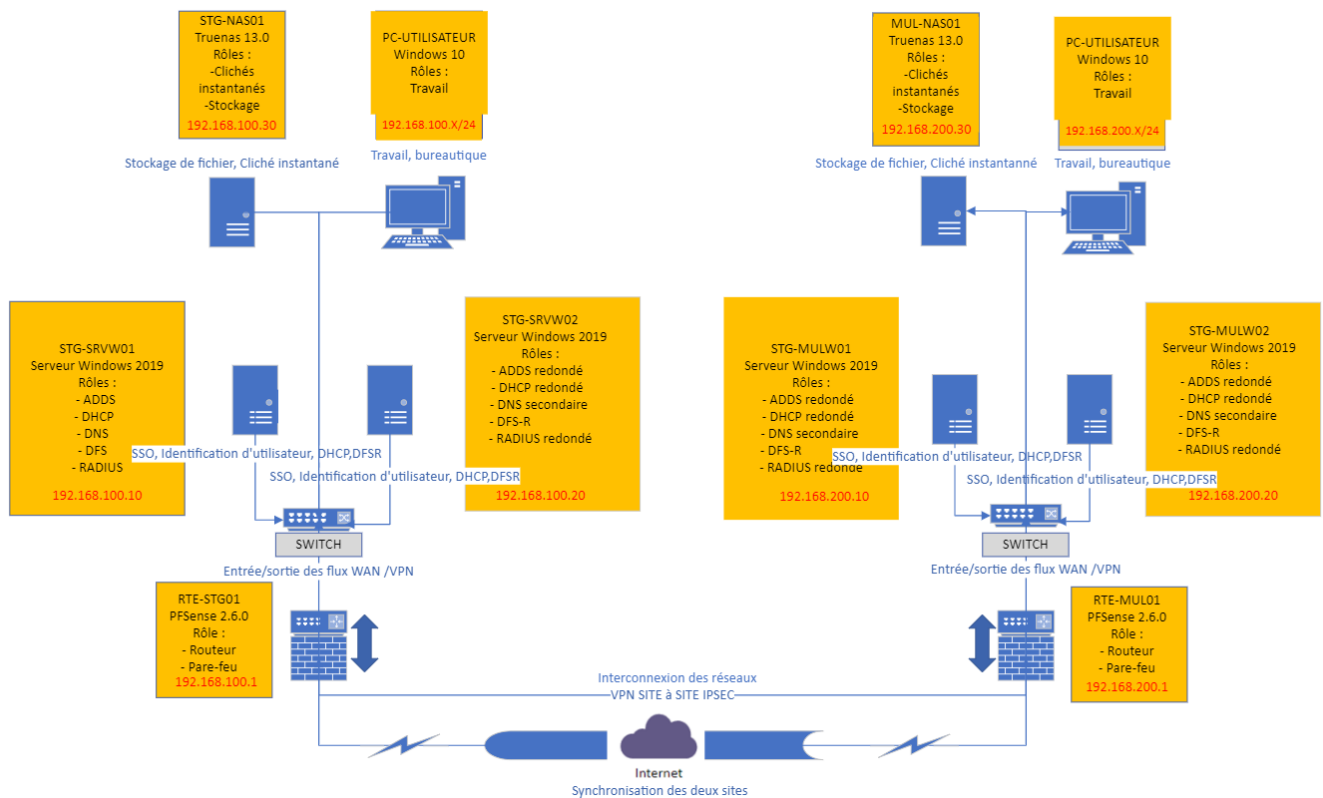 STG-NAS01
Truenas 13.0
Rôles :
-Clichés
instantanés
-Stockage
192.168.100.30
PC-UTILISATEUR
Windows 10
Rôles :
Travail
192.168.100.X/24
MUL-NAS01
Truenas 13.0
Rôles :
-Clichés
instantanés
-Stockage
192.168.200.30
PC-UTILISATEUR
Windows 10
Rôles :
Travail
192.168.200.X/24
Stockage de fichier, Cliché instantané
Travail, bureautique
Stockage de fichier, Cliché instantanné
Travail, bureautique
STG-SRVW01
Serveur Windows 2019
Rôles :
- ADDS
- DHCP
- DNS
- DFS
- RADIUS
192.168.100.10
STG-SRVW02
Serveur Windows 2019
Rôles :
- ADDS redondé
- DHCP redondé
- DNS secondaire
- DFS-R
- RADIUS redondé
192.168.100.20
STG-MULW01
Serveur Windows 2019
Rôles :
- ADDS redondé
- DHCP redondé
- DNS secondaire
- DFS-R
- RADIUS redondé
192.168.200.10
STG-MULW02
Serveur Windows 2019
Rôles :
- ADDS redondé
- DHCP redondé
- DNS secondaire
- DFS-R
- RADIUS redondé
192.168.200.20
SSO, Identification d'utilisateur, DHCP,DFSR
SSO, Identification d'utilisateur, DHCP,DFSR
SSO, Identification d'utilisateur, DHCP,DFSR
SSO, Identification d'utilisateur, DHCP,DFSR
SWITCH
SWITCH
Entrée/sortie des flux WAN /VPN
Entrée/sortie des flux WAN /VPN
RTE-STG01
PFSense 2.6.0
Rôle :
- Routeur
- Pare-feu
192.168.100.1
RTE-MUL01
PFSense 2.6.0
Rôle :
- Routeur
- Pare-feu
192.168.200.1
Interconnexion des réseaux
VPN SITE à SITE IPSEC
Internet
Synchronisation des deux sites